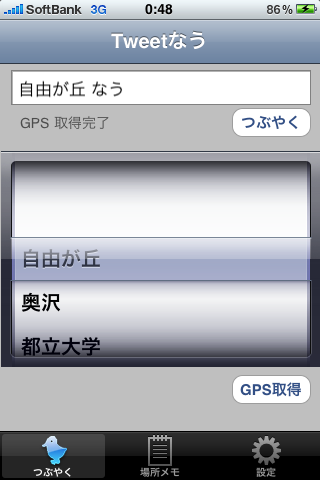 SoftBank 3G 0:48 86%
Tweetなう
自由が丘 なう
GPS 取得完了 つぶやく
自由が丘
奥沢
都立大学
GPS取得
つぶやく 場所メモ 設定